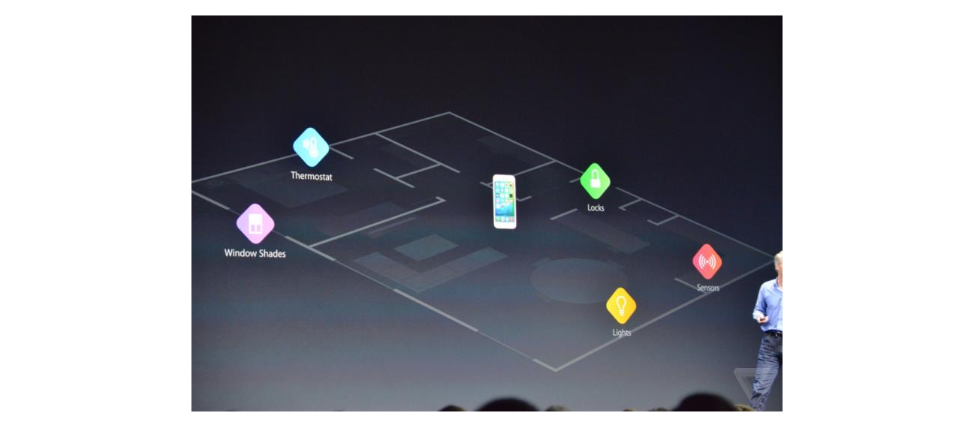 Thermostat
Locks
Window Shades
Sensors
Lights